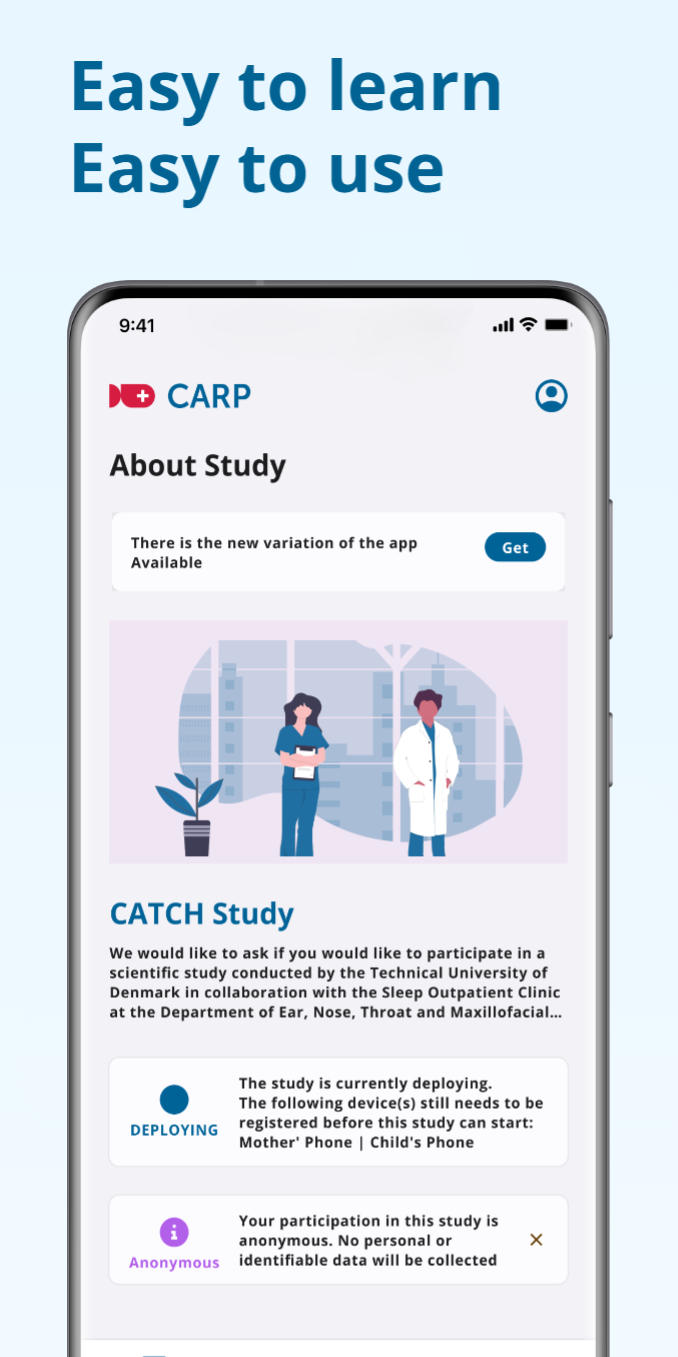 Easy to learn
Easy to use
9:41
CARP
About Study
There is the new variation of the app
Available
Get
CATCH Study
We would like to ask if you would like to participate in a
scientific study conducted by the Technical University of
Denmark in collaboration with the Sleep Outpatient Clinic
at the Department of Ear, Nose, Throat and Maxillofacial...
DEPLOYING
The study is currently deploying.
The following device(s) still needs to be
registered before this study can start:
Mother' Phone | Child's Phone
Anonymous
Your participation in this study is
anonymous. No personal or
identifiable data will be collected